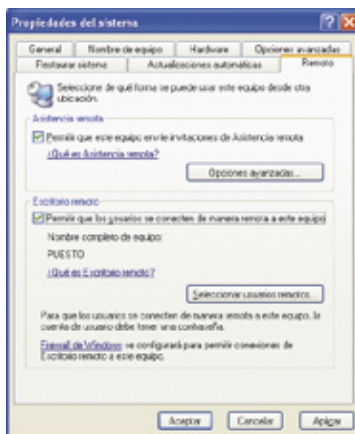 Propiedades del sistema
General Nombre de equipo Hardware Opciones avanzadas
Restaurar sistema Actualizaciones automáticas Remoto
Seleccione de qué forma se puede usar este equipo desde otra
ubicación.
Asistencia remota
Permitir que este equipo envíe invitaciones de Asistencia remota
¿Qué es Asistencia remota?
Opciones avanzadas...
Escritorio remoto
Permitir que los usuarios se conecten de manera remota a este equipo
Nombre completo de equipo:
PUESTO
¿Qué es Escritorio remoto?
Seleccionar usuarios remotos...
Para que los usuarios se conecten de manera remota a este equipo, la
cuenta de usuario debe tener una contraseña.
Firewall de Windows se configurará para permitir conexiones de
Escritorio remoto a este equipo.
Aceptar Cancelar Aplicar